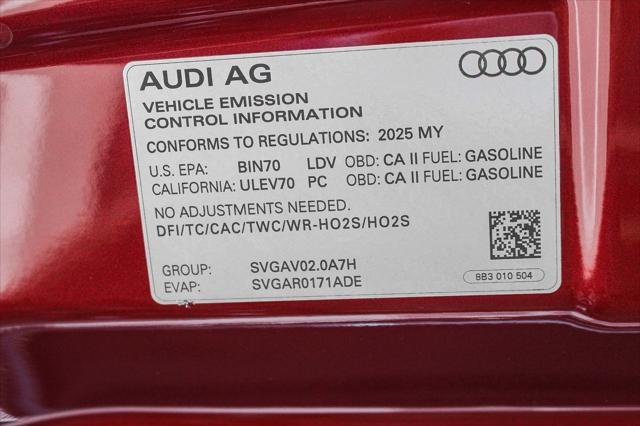 AUDI AG
VEHICLE EMISSION
CONTROL INFORMATION
CONFORMS TO REGULATIONS: 2025 MY
U.S. EPA: BIN70 LDV OBD: CA II FUEL: GASOLINE
CALIFORNIA: ULEV70 PC OBD: CA II FUEL: GASOLINE
NO ADJUSTMENTS NEEDED.
DFI/TC/CAC/TWC/WR-HO2S/HO2S
GROUP: SVGAV02.0A7H
EVAP: SVGAR0171ADE
8B3 010 504